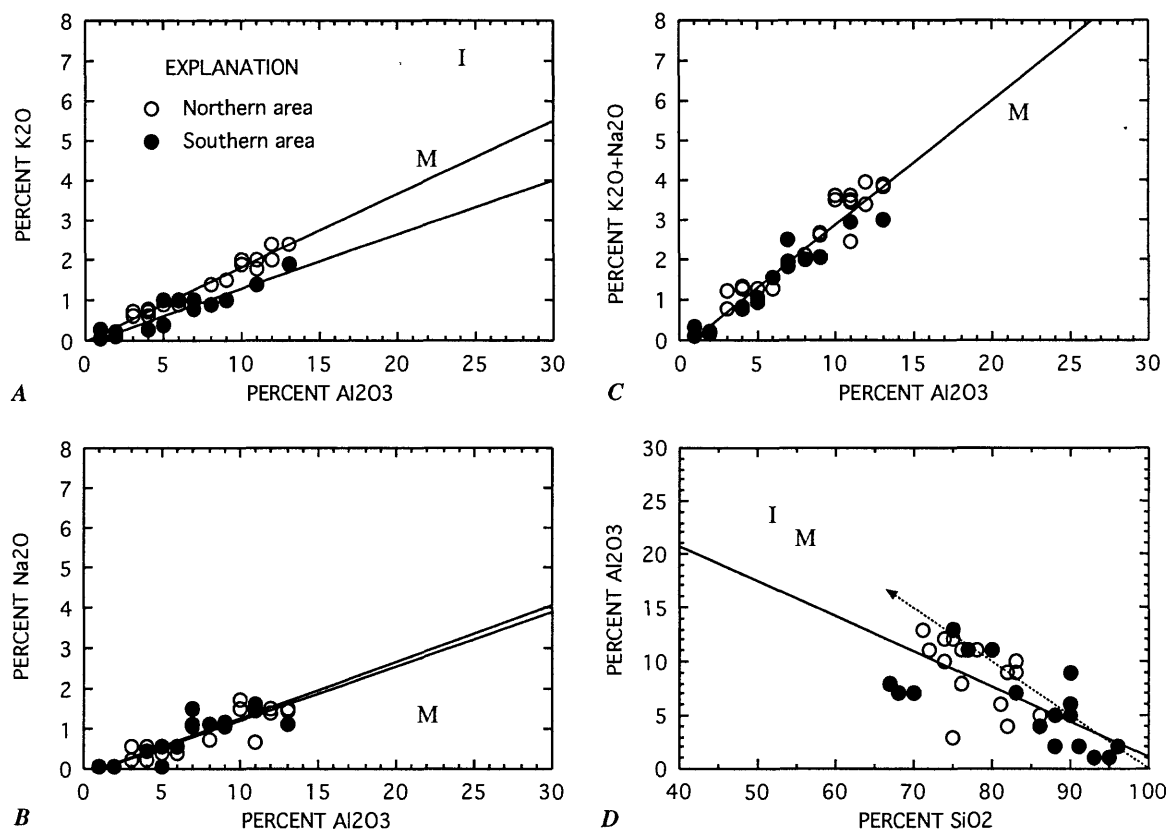 8
7
6
5
4
3
2
1
0
PERCENT K2O
EXPLANATION
Northern area
Southern area
I
M
0 5 10 15 20 25 30
PERCENT Al2O3
A
8
7
6
5
4
3
2
1
0
PERCENT K2O+Na2O
M
0 5 10 15 20 25 30
PERCENT Al2O3
C
8
7
6
5
4
3
2
1
0
PERCENT Na2O
M
0 5 10 15 20 25 30
PERCENT Al2O3
B
30
25
20
15
10
5
0
PERCENT Al2O3
I
M
40 50 60 70 80 90 100
PERCENT SiO2
D